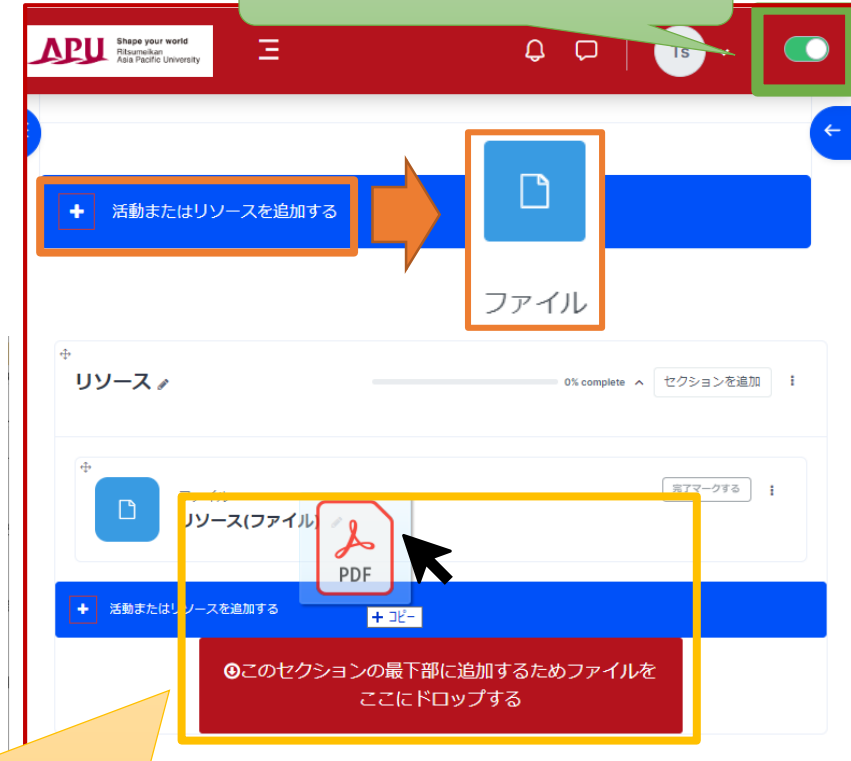 APU
Shape your world
Ritsumeikan
Asia Pacific University
Ts
活動またはリソースを追加する
ファイル
リソース
0% complete
セクションを追加
完了マークする
リソース(ファイル)
PDF
活動またはリソースを追加する
+ コピー
このセクションの最下部に追加するためファイルを
ここにドロップする